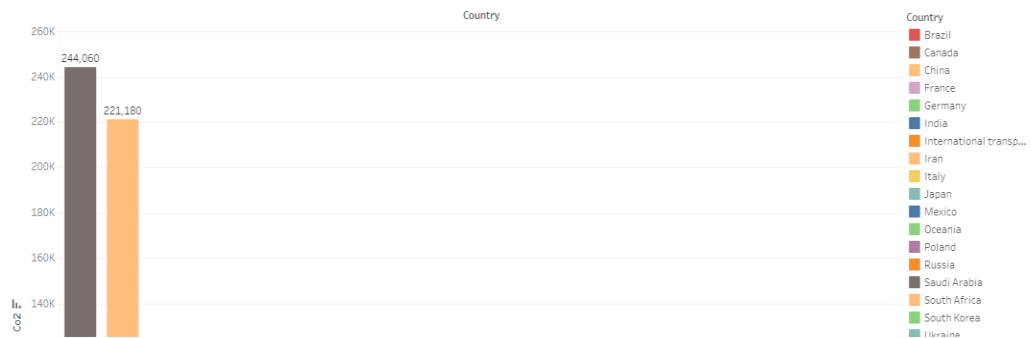 Country
260K
244,060
240K
221,180
220K
200K
180K
160K
140K
Co2
Country
Brazil
Canada
China
France
Germany
India
International transp...
Iran
Italy
Japan
Mexico
Oceania
Poland
Russia
Saudi Arabia
South Africa
South Korea
Ukraine